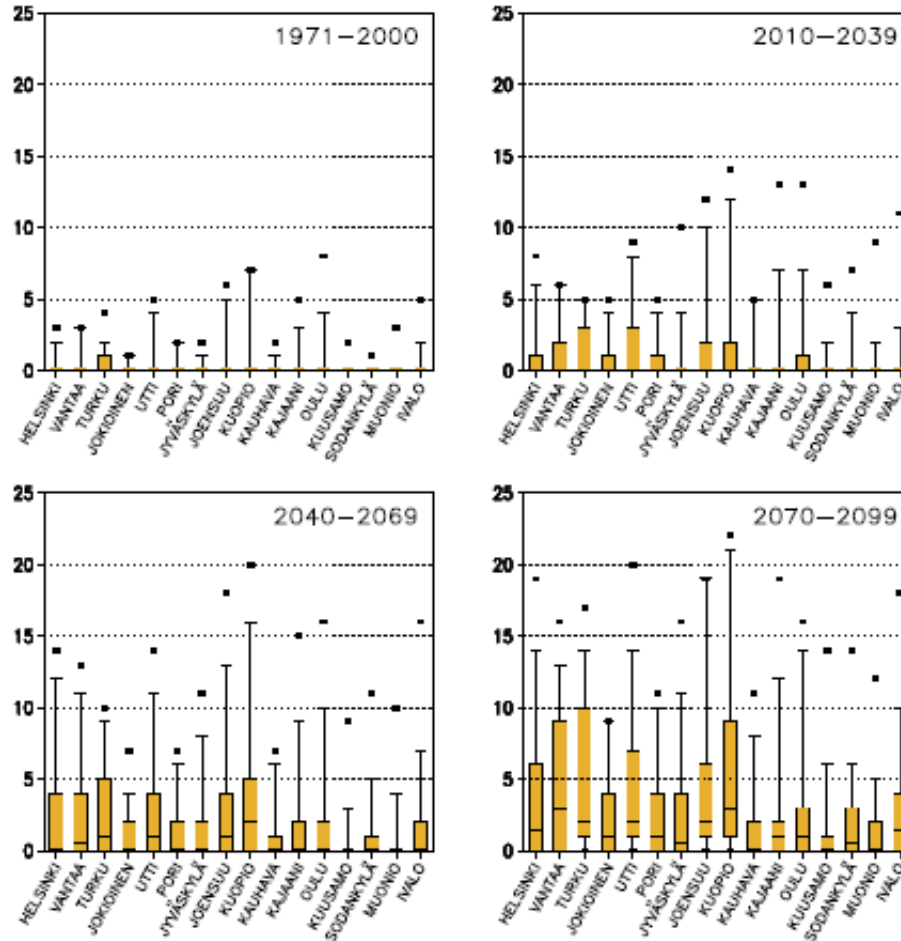 1971–2000
25
20
15
10
5
0
HELSINKI
VANTAA
TURKU
JOKIOINEN
UTTI
PORI
JYVÄSKYLÄ
JOENSUU
KUOPIO
KAUHAVA
KAJAANI
OULU
KUUSAMO
SODANKYLÄ
MUONIO
IVALO
2010–2039
25
20
15
10
5
0
HELSINKI
VANTAA
TURKU
JOKIOINEN
UTTI
PORI
JYVÄSKYLÄ
JOENSUU
KUOPIO
KAUHAVA
KAJAANI
OULU
KUUSAMO
SODANKYLÄ
MUONIO
IVALO
2040–2069
25
20
15
10
5
0
HELSINKI
VANTAA
TURKU
JOKIOINEN
UTTI
PORI
JYVÄSKYLÄ
JOENSUU
KUOPIO
KAUHAVA
KAJAANI
OULU
KUUSAMO
SODANKYLÄ
MUONIO
IVALO
2070–2099
25
20
15
10
5
0
HELSINKI
VANTAA
TURKU
JOKIOINEN
UTTI
PORI
JYVÄSKYLÄ
JOENSUU
KUOPIO
KAUHAVA
KAJAANI
OULU
KUUSAMO
SODANKYLÄ
MUONIO
IVALO